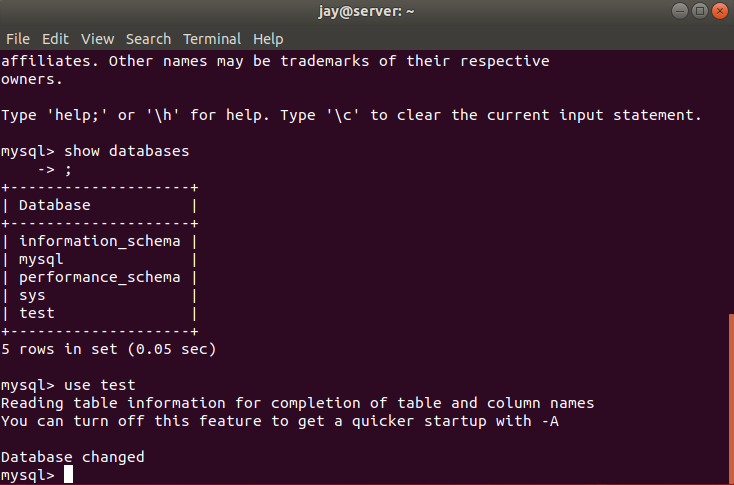 jay@server: ~
File Edit View Search Terminal Help
affiliates. Other names may be trademarks of their respective
owners.
Type 'help;' or '\h' for help. Type '\c' to clear the current input statement.
mysql> show databases
    -> ;
+--------------------+
| Database           |
+--------------------+
| information_schema |
| mysql              |
| performance_schema |
| sys                |
| test               |
+--------------------+
5 rows in set (0.05 sec)
mysql> use test
Reading table information for completion of table and column names
You can turn off this feature to get a quicker startup with -A
Database changed
mysql>